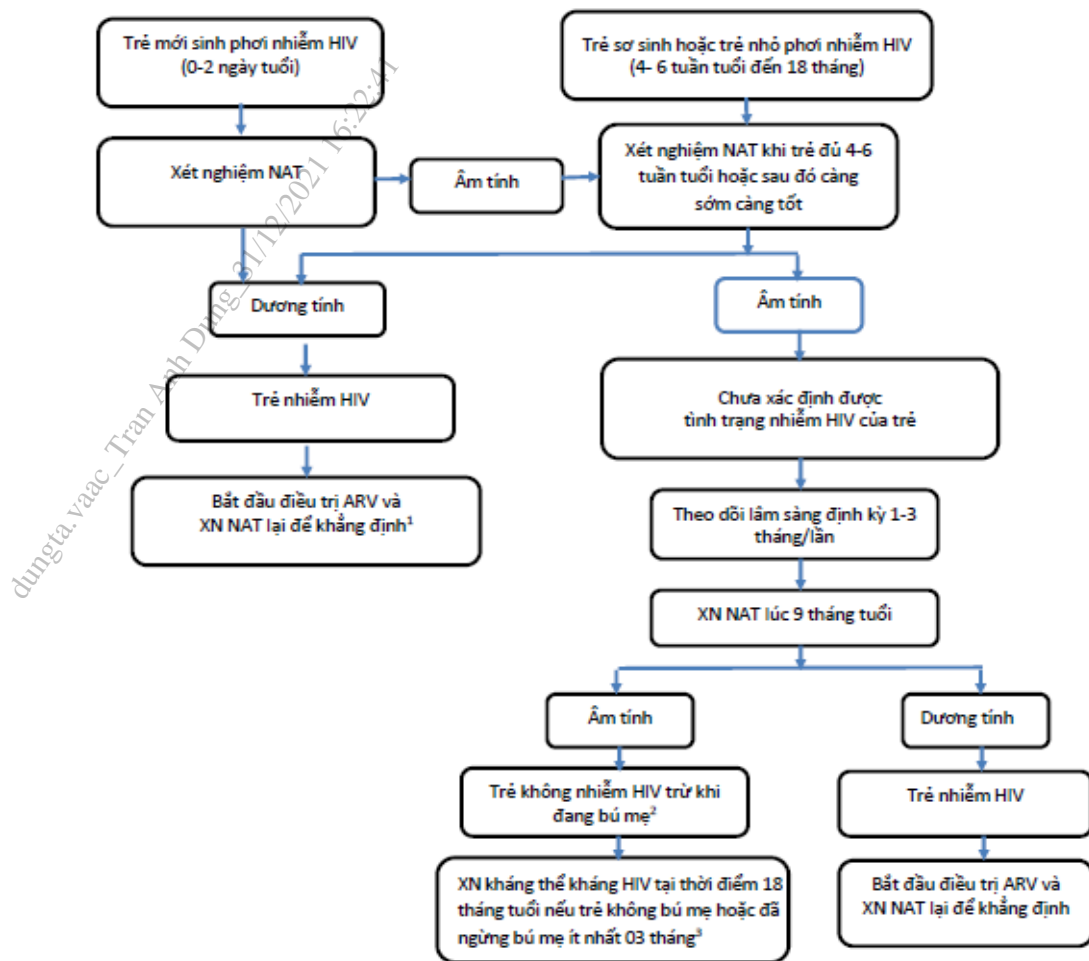 Trẻ mới sinh phơi nhiễm HIV
(0-2 ngày tuổi)
Trẻ sơ sinh hoặc trẻ nhỏ phơi nhiễm HIV
(4- 6 tuần tuổi đến 18 tháng)
Xét nghiệm NAT
Âm tính
Xét nghiệm NAT khi trẻ đủ 4-6
tuần tuổi hoặc sau đó càng
sớm càng tốt
Dương tính
Âm tính
Trẻ nhiễm HIV
Chưa xác định được
tình trạng nhiễm HIV của trẻ
Bắt đầu điều trị ARV và
XN NAT lại để khẳng định¹
Theo dõi lâm sàng định kỳ 1-3
tháng/lần
XN NAT lúc 9 tháng tuổi
Âm tính
Dương tính
Trẻ không nhiễm HIV trừ khi
đang bú mẹ²
Trẻ nhiễm HIV
XN kháng thể kháng HIV tại thời điểm 18
tháng tuổi nếu trẻ không bú mẹ hoặc đã
ngừng bú mẹ ít nhất 03 tháng³
Bắt đầu điều trị ARV và
XN NAT lại để khẳng định
dungta.vaac_Tran Anh Dung_31/12/2021 16:22:41